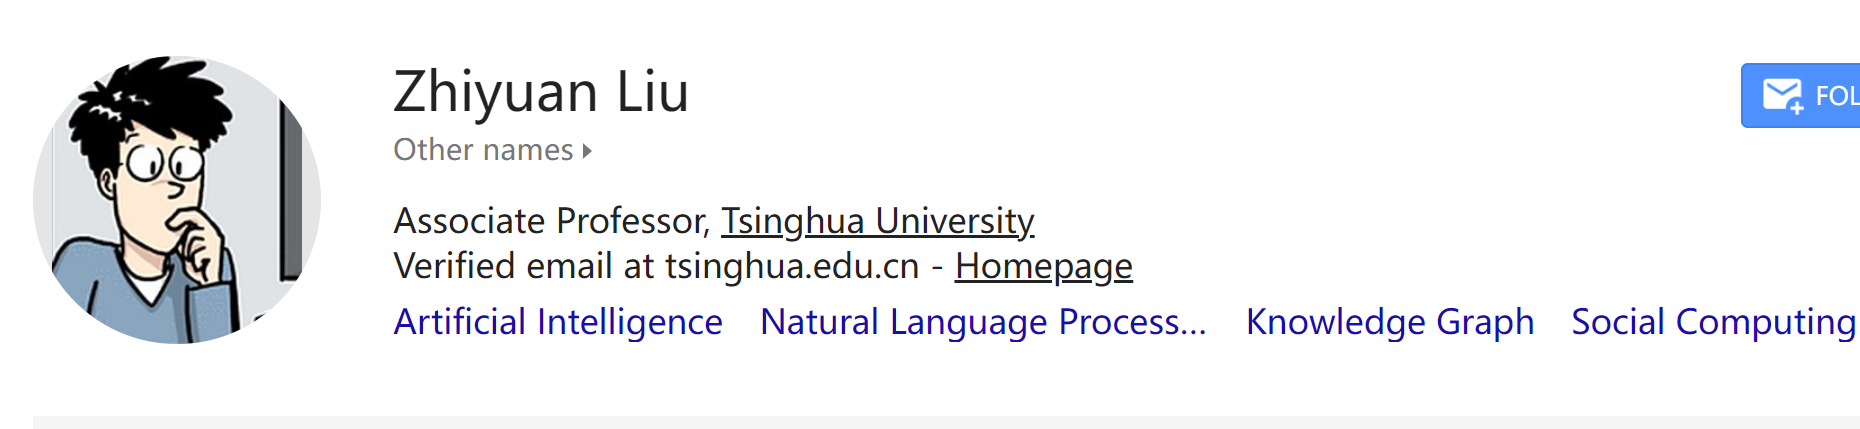 Zhiyuan Liu
FOL
Other names
Associate Professor, Tsinghua University
Verified email at tsinghua.edu.cn - Homepage
Artificial Intelligence Natural Language Process... Knowledge Graph Social Computing